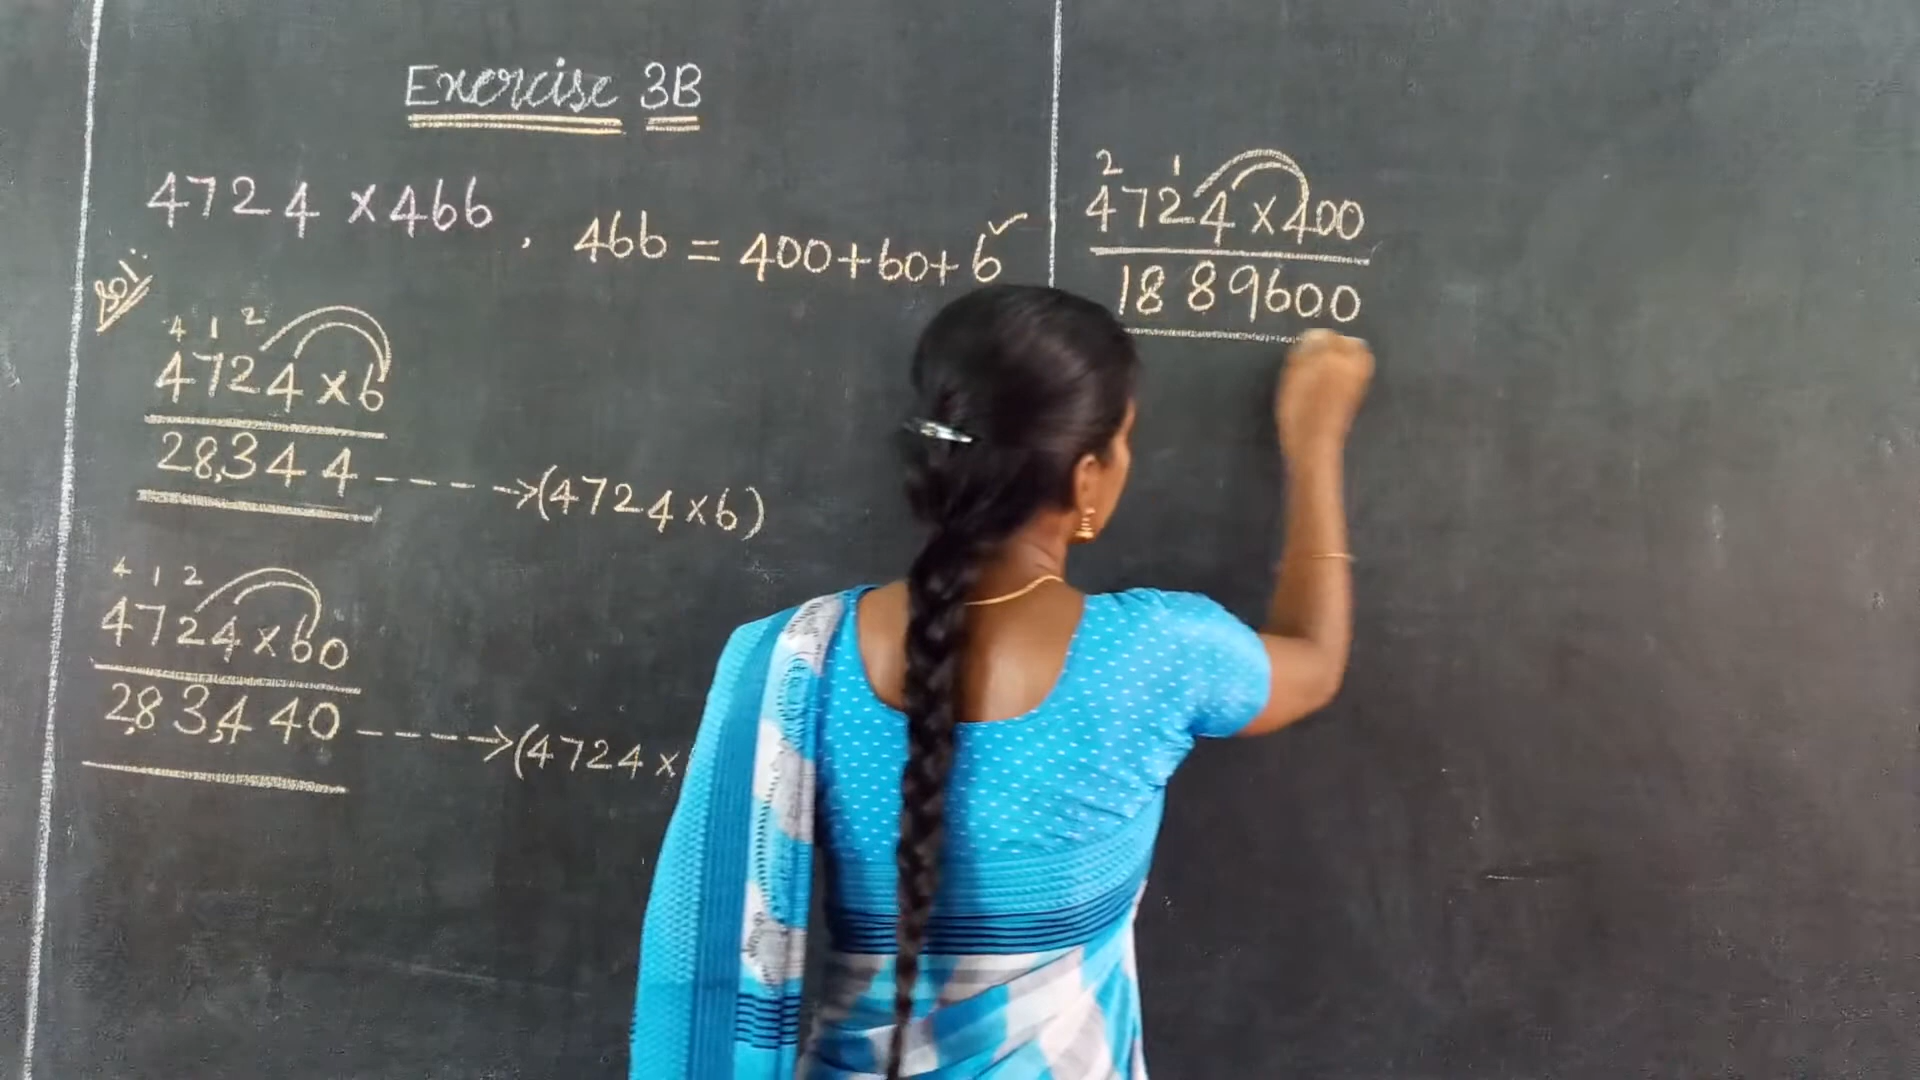 Exercise 3B
4724 × 466 , 466 = 400+60+6 ✓
Sol:
4 1 2
4724 × 6
28,344 -----> (4724×6)
4 1 2
4724 × 60
2,83,440 -----> (4724 ×
2 1
4724 × 400
1889600